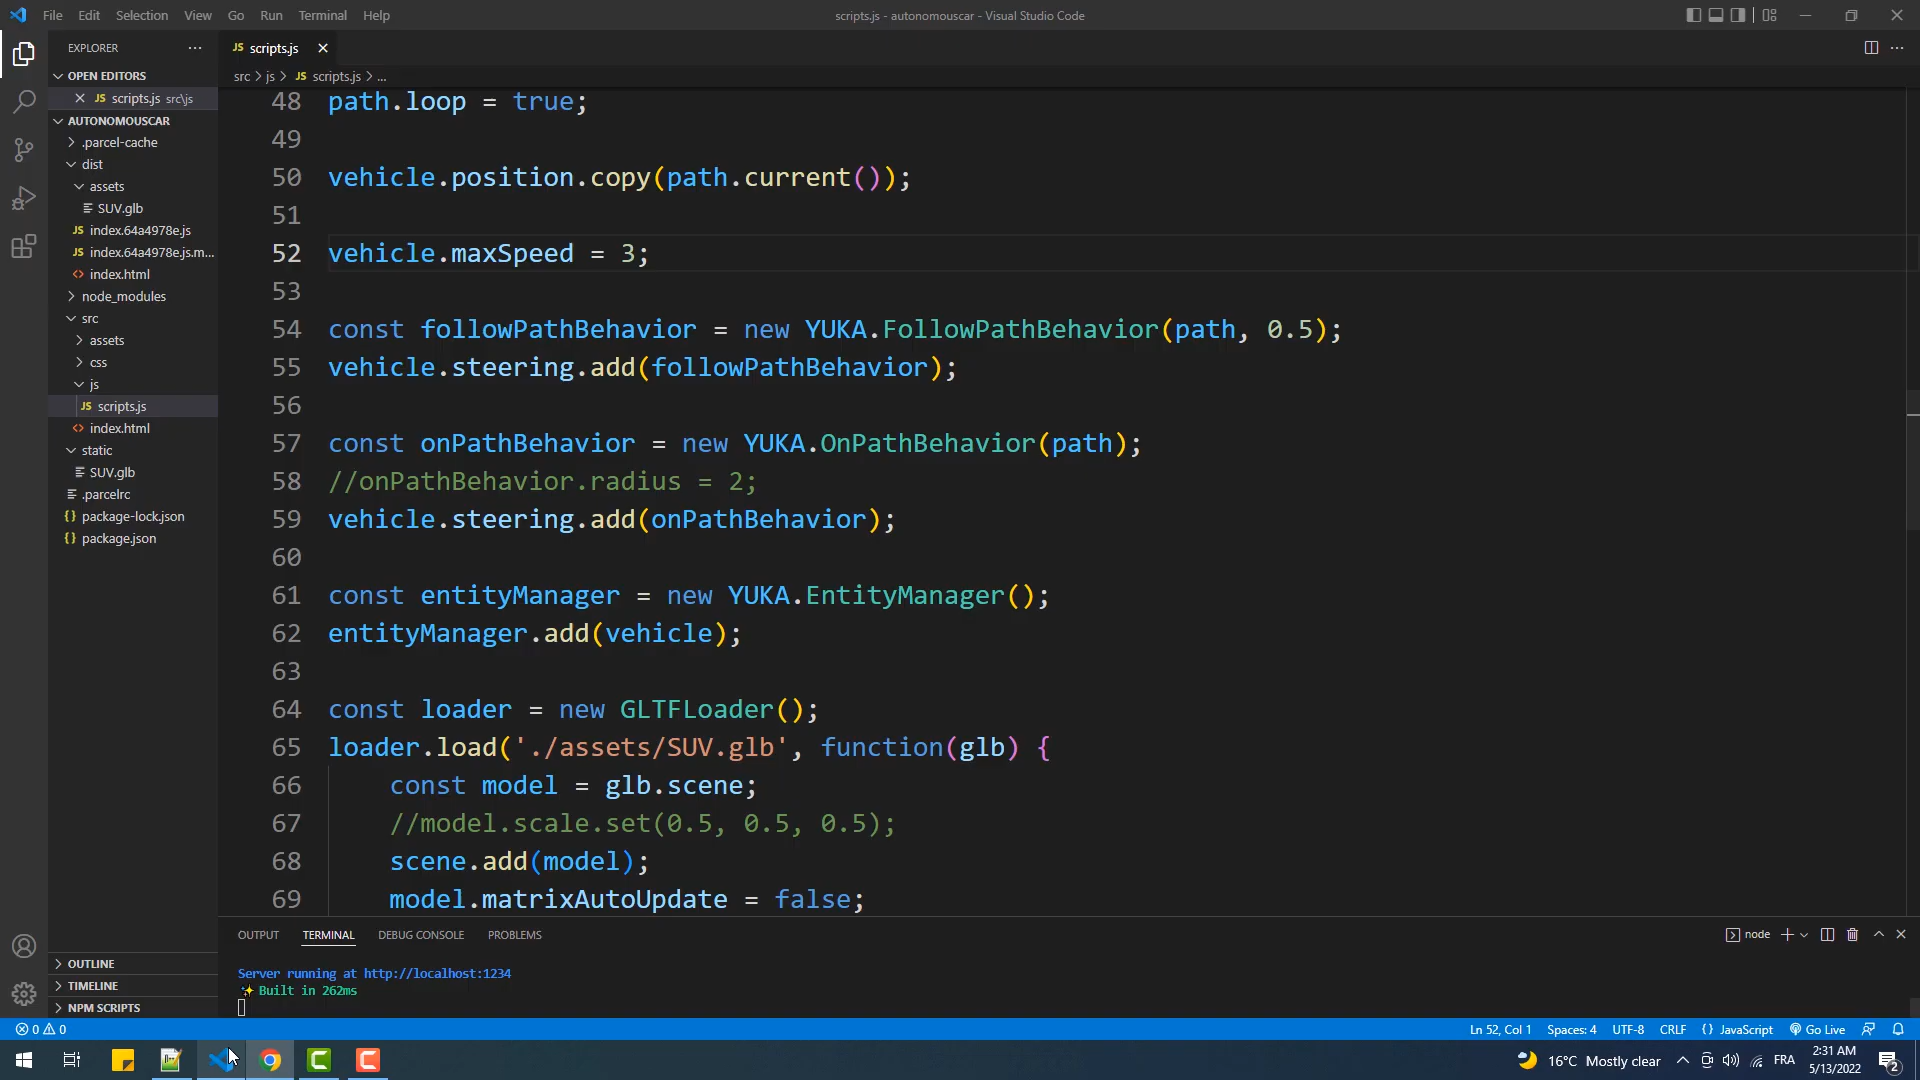 File Edit Selection View Go Run Terminal Help
scripts.js - autonomouscar - Visual Studio Code
EXPLORER ...
JS scripts.js
OPEN EDITORS
JS scripts.js src\js
AUTONOMOUSCAR
.parcel-cache
dist
assets
SUV.glb
JS index.64a4978e.js
JS index.64a4978e.js.m...
<> index.html
node_modules
src
assets
css
js
JS scripts.js
<> index.html
static
SUV.glb
.parcelrc
{} package-lock.json
{} package.json
OUTLINE
TIMELINE
NPM SCRIPTS
src > js > JS scripts.js > ...
48 path.loop = true;
49
50 vehicle.position.copy(path.current());
51
52 vehicle.maxSpeed = 3;
53
54 const followPathBehavior = new YUKA.FollowPathBehavior(path, 0.5);
55 vehicle.steering.add(followPathBehavior);
56
57 const onPathBehavior = new YUKA.OnPathBehavior(path);
58 //onPathBehavior.radius = 2;
59 vehicle.steering.add(onPathBehavior);
60
61 const entityManager = new YUKA.EntityManager();
62 entityManager.add(vehicle);
63
64 const loader = new GLTFLoader();
65 loader.load('./assets/SUV.glb', function(glb) {
66 const model = glb.scene;
67 //model.scale.set(0.5, 0.5, 0.5);
68 scene.add(model);
69 model.matrixAutoUpdate = false;
OUTPUT TERMINAL DEBUG CONSOLE PROBLEMS
node
Server running at http://localhost:1234
✨ Built in 262ms
0 0
Ln 52, Col 1 Spaces: 4 UTF-8 CRLF {} JavaScript Go Live
16°C Mostly clear FRA
2:31 AM
5/13/2022
2